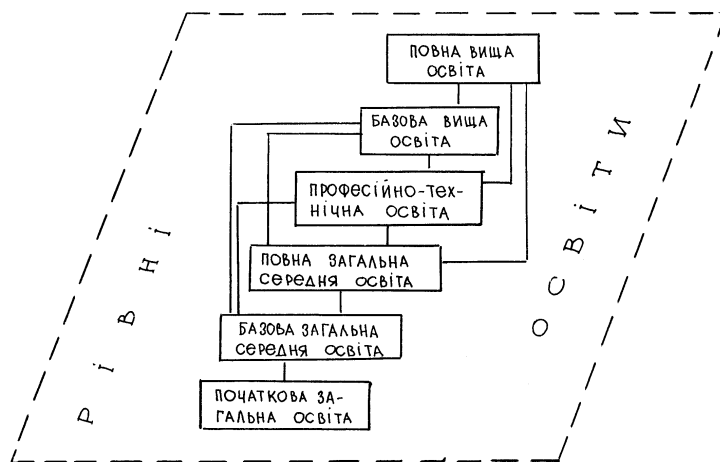 ПОВНА ВИЩА
ОСВІТА
БАЗОВА ВИЩА
ОСВІТА
ПРОФЕСІЙНО-ТЕХ-
НІЧНА ОСВІТА
ПОВНА ЗАГАЛЬНА
СЕРЕДНЯ ОСВІТА
БАЗОВА ЗАГАЛЬНА
СЕРЕДНЯ ОСВІТА
ПОЧАТКОВА ЗА-
ГАЛЬНА ОСВІТА
РІВНІ
ОСВІТИ